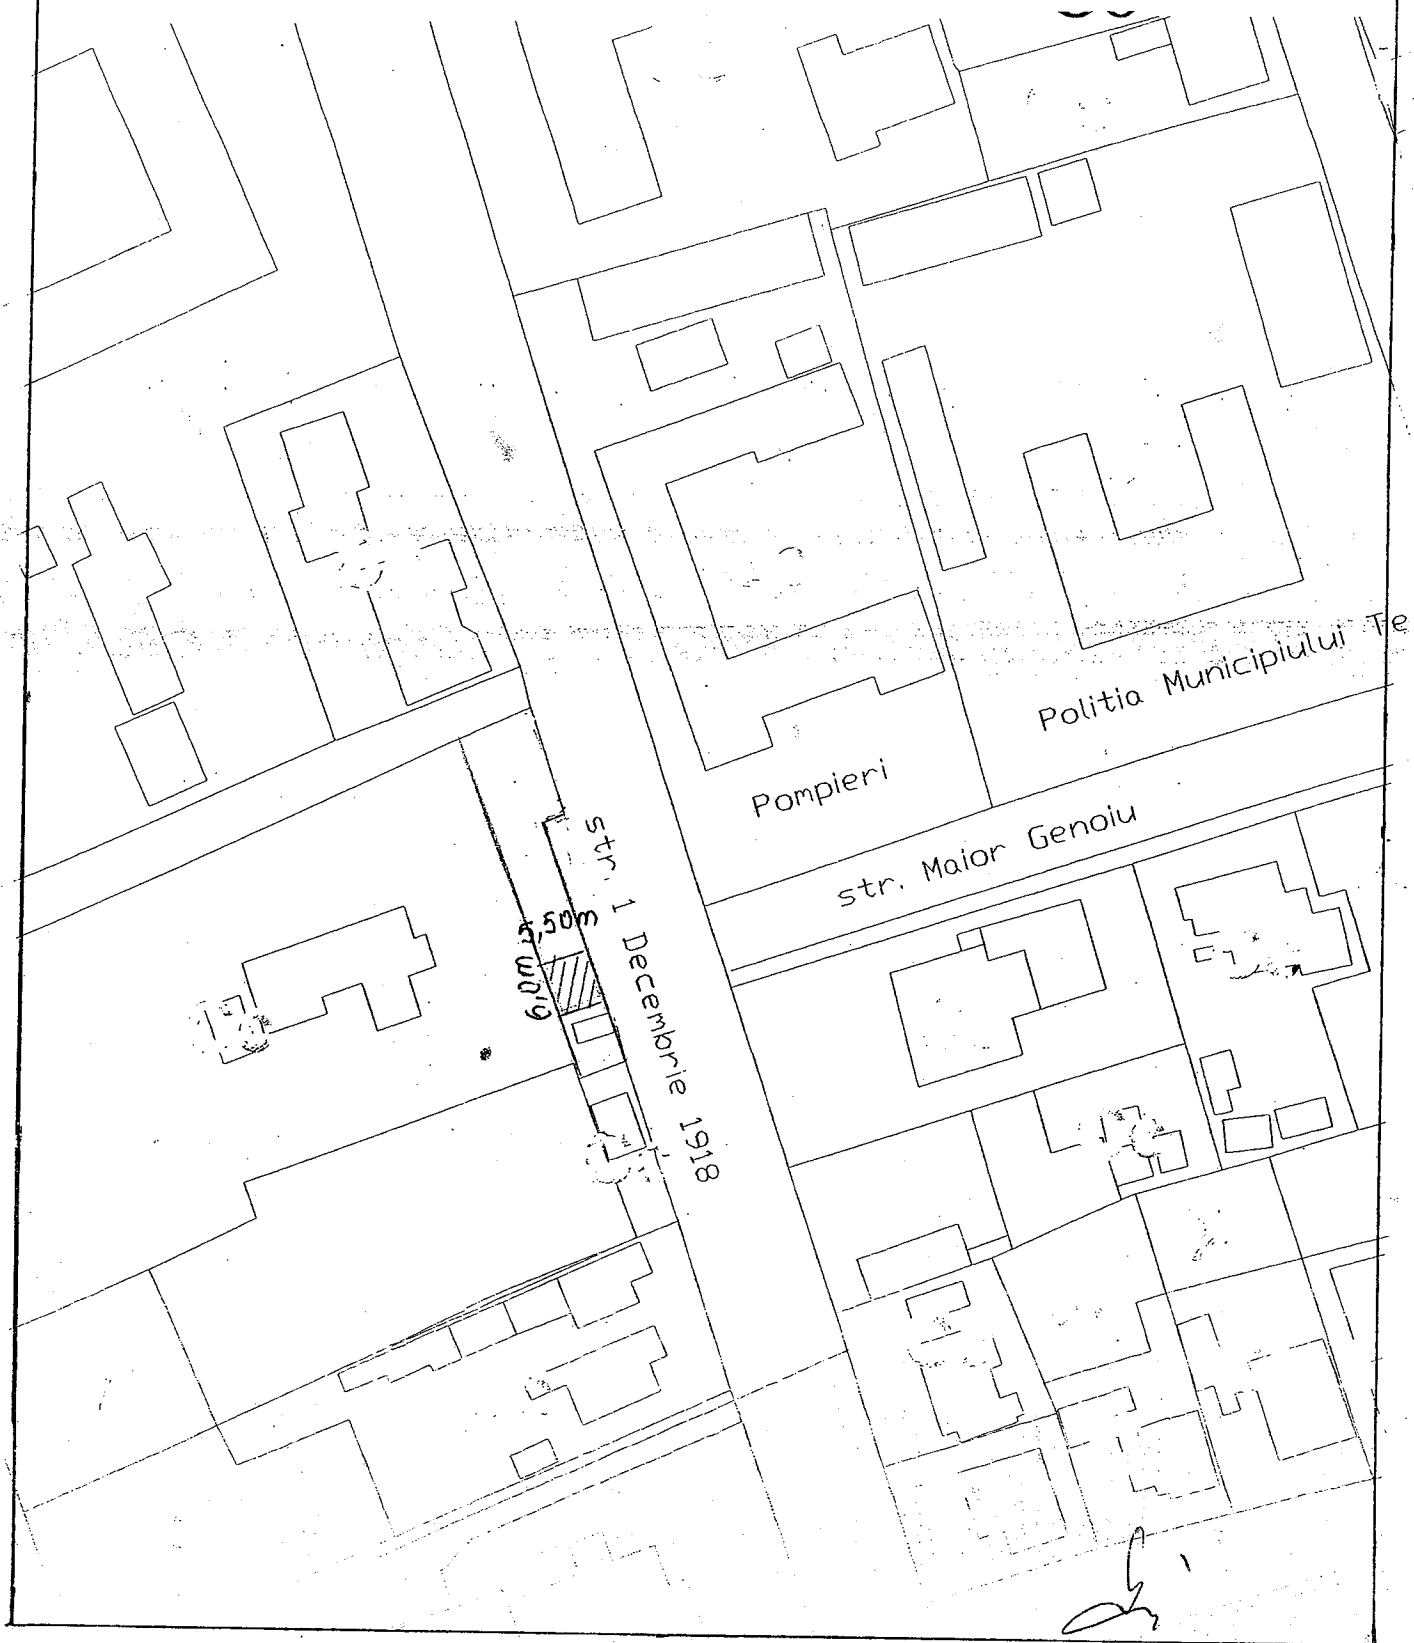 Politia Municipiului Te
Pompieri
str. Maior Genoiu
str. 1 Decembrie 1918
5,50m
6,0m